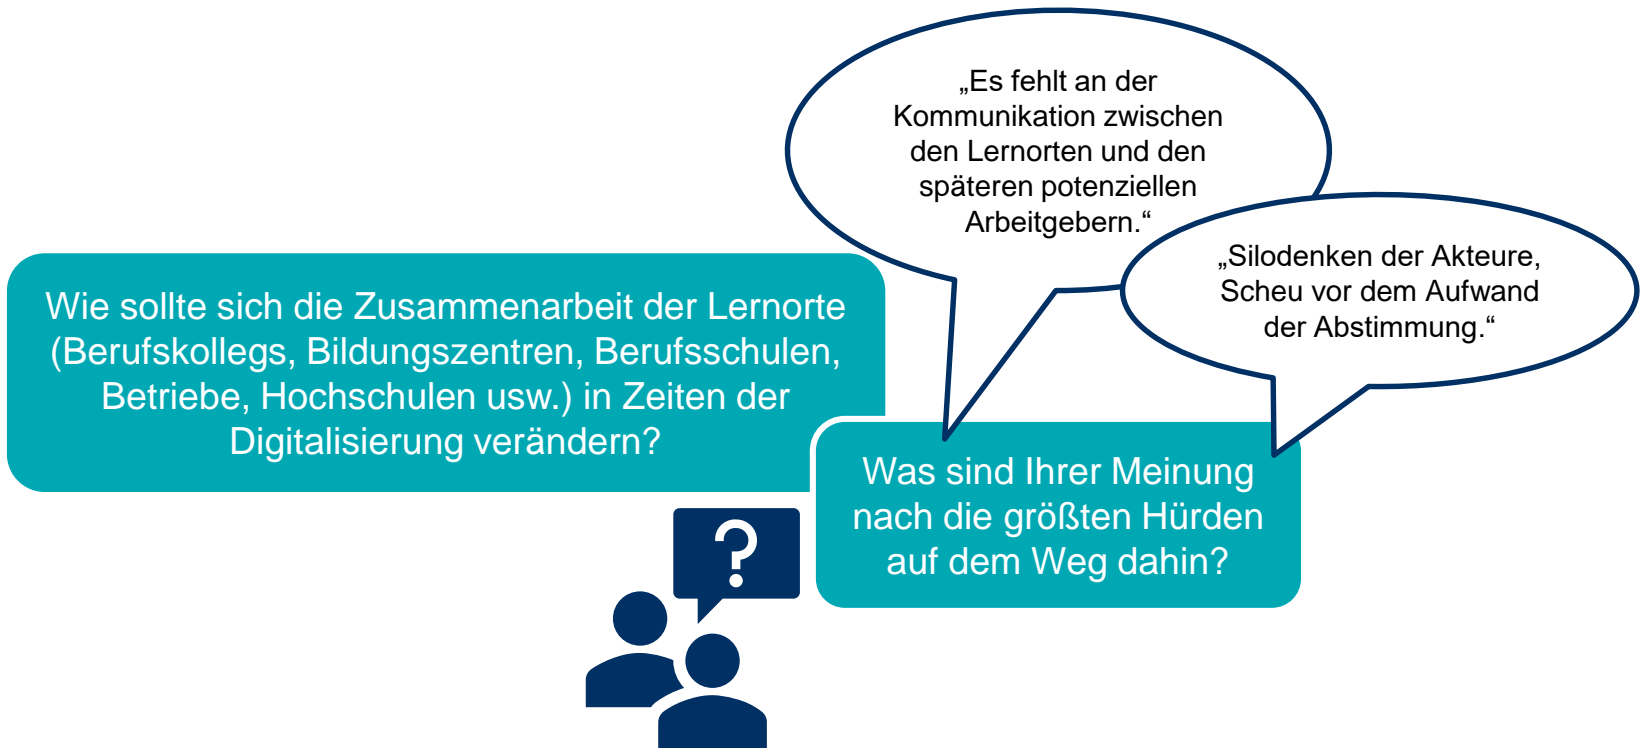 „Es fehlt an der
Kommunikation zwischen
den Lernorten und den
späteren potenziellen
Arbeitgebern.“
„Silodenken der Akteure,
Scheu vor dem Aufwand
der Abstimmung.“
Wie sollte sich die Zusammenarbeit der Lernorte
(Berufskollegs, Bildungszentren, Berufsschulen,
Betriebe, Hochschulen usw.) in Zeiten der
Digitalisierung verändern?
Was sind Ihrer Meinung
nach die größten Hürden
auf dem Weg dahin?
?